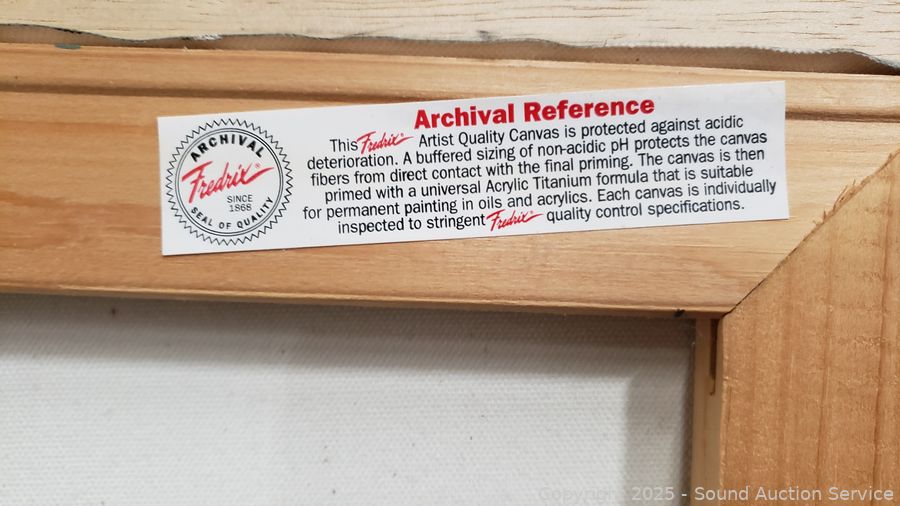 ARCHIVAL
Fredrix®
SINCE
1868
SEAL OF QUALITY
Archival Reference
This Fredrix® Artist Quality Canvas is protected against acidic
deterioration. A buffered sizing of non-acidic pH protects the canvas
fibers from direct contact with the final priming. The canvas is then
primed with a universal Acrylic Titanium formula that is suitable
for permanent painting in oils and acrylics. Each canvas is individually
inspected to stringent Fredrix® quality control specifications.
Copyright 2025 - Sound Auction Service